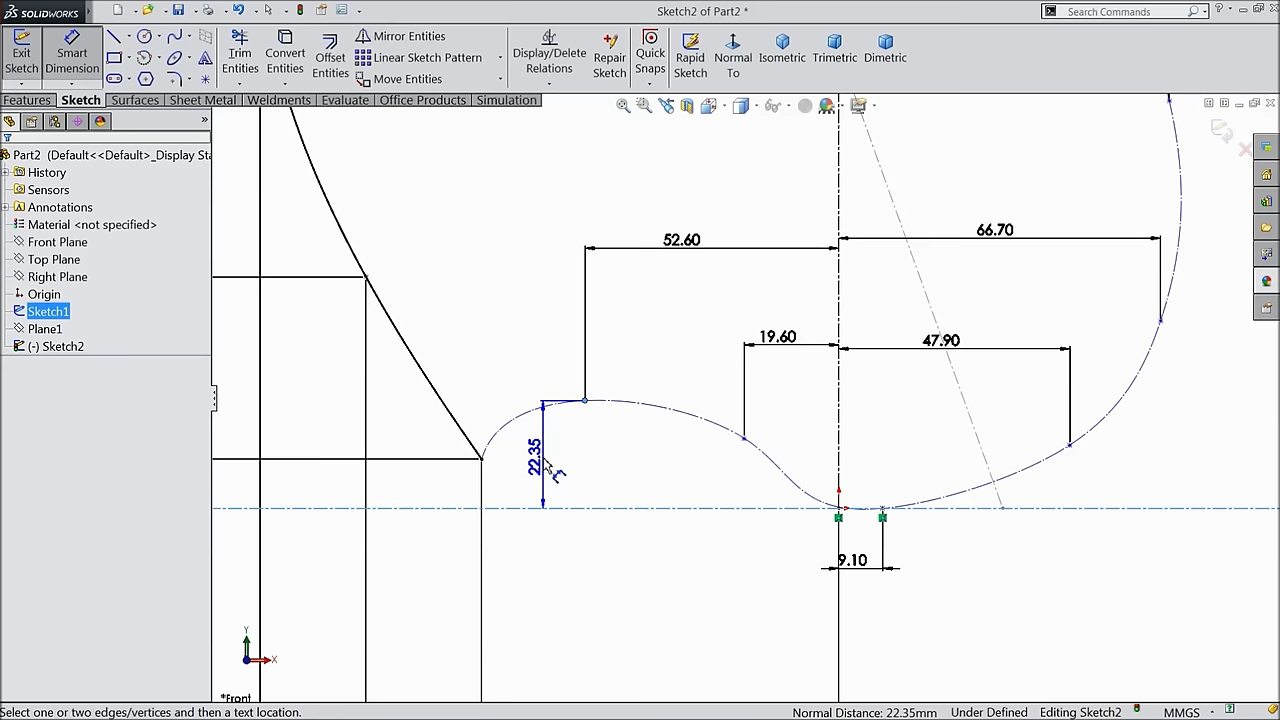 SOLIDWORKS
Sketch2 of Part2 *
Search Commands
Exit Sketch
Smart Dimension
Trim Entities
Convert Entities
Offset Entities
Mirror Entities
Linear Sketch Pattern
Move Entities
Display/Delete Relations
Repair Sketch
Quick Snaps
Rapid Sketch
Normal To
Isometric
Trimetric
Dimetric
Features
Sketch
Surfaces
Sheet Metal
Weldments
Evaluate
Office Products
Simulation
Part2 (Default<<Default>_Display Sta
History
Sensors
Annotations
Material <not specified>
Front Plane
Top Plane
Right Plane
Origin
Sketch1
Plane1
(-) Sketch2
66.70
52.60
19.60
47.90
22.35
9.10
Y
X
*Front
Select one or two edges/vertices and then a text location.
Normal Distance: 22.35mm
Under Defined
Editing Sketch2
MMGS